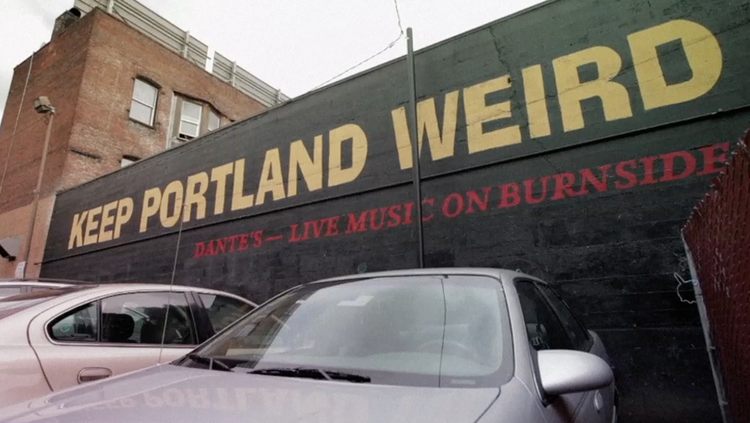 KEEP PORTLAND WEIRD
DANTE'S — LIVE MUSIC ON BURNSIDE